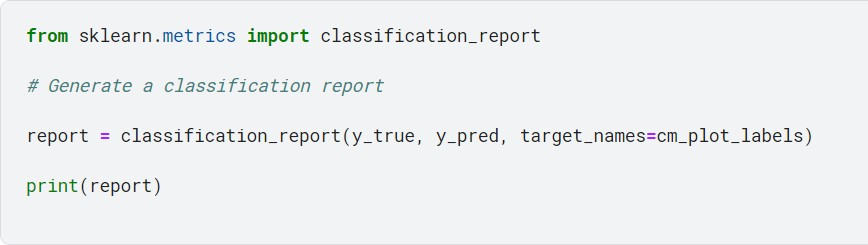 from sklearn.metrics import classification_report
# Generate a classification report
report = classification_report(y_true, y_pred, target_names=cm_plot_labels)
print(report)